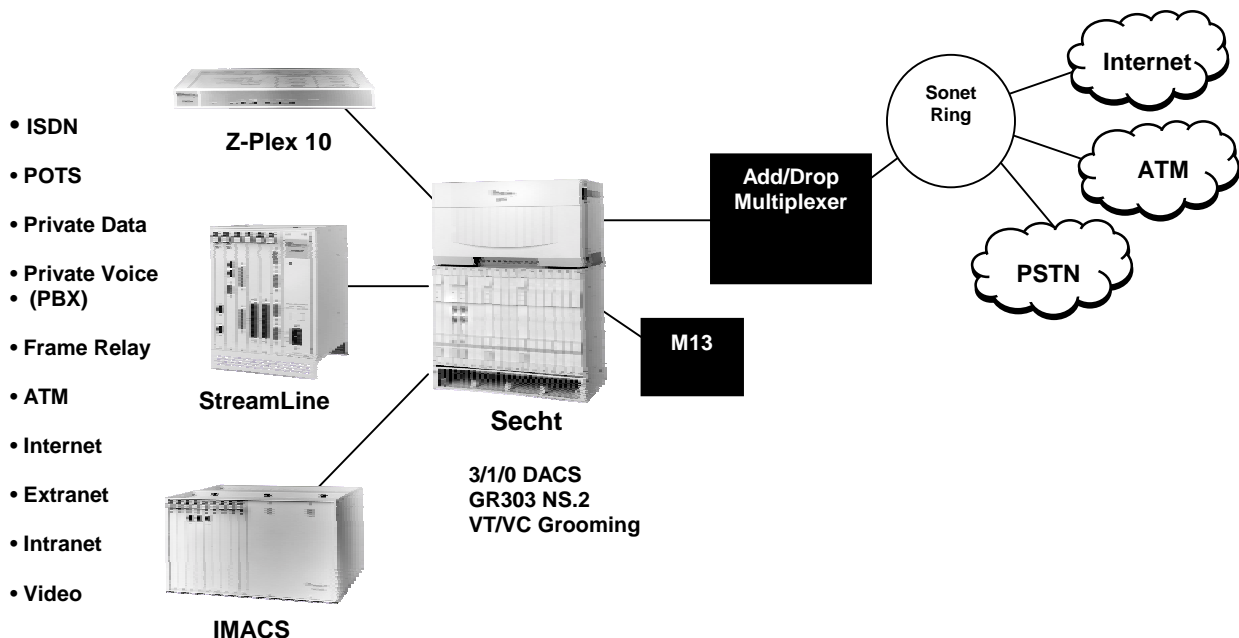 • ISDN
• POTS
• Private Data
• Private Voice
• (PBX)
• Frame Relay
• ATM
• Internet
• Extranet
• Intranet
• Video
Z-Plex 10
StreamLine
IMACS
Secht
3/1/0 DACS
GR303 NS.2
VT/VC Grooming
Add/Drop
Multiplexer
M13
Sonet
Ring
Internet
ATM
PSTN